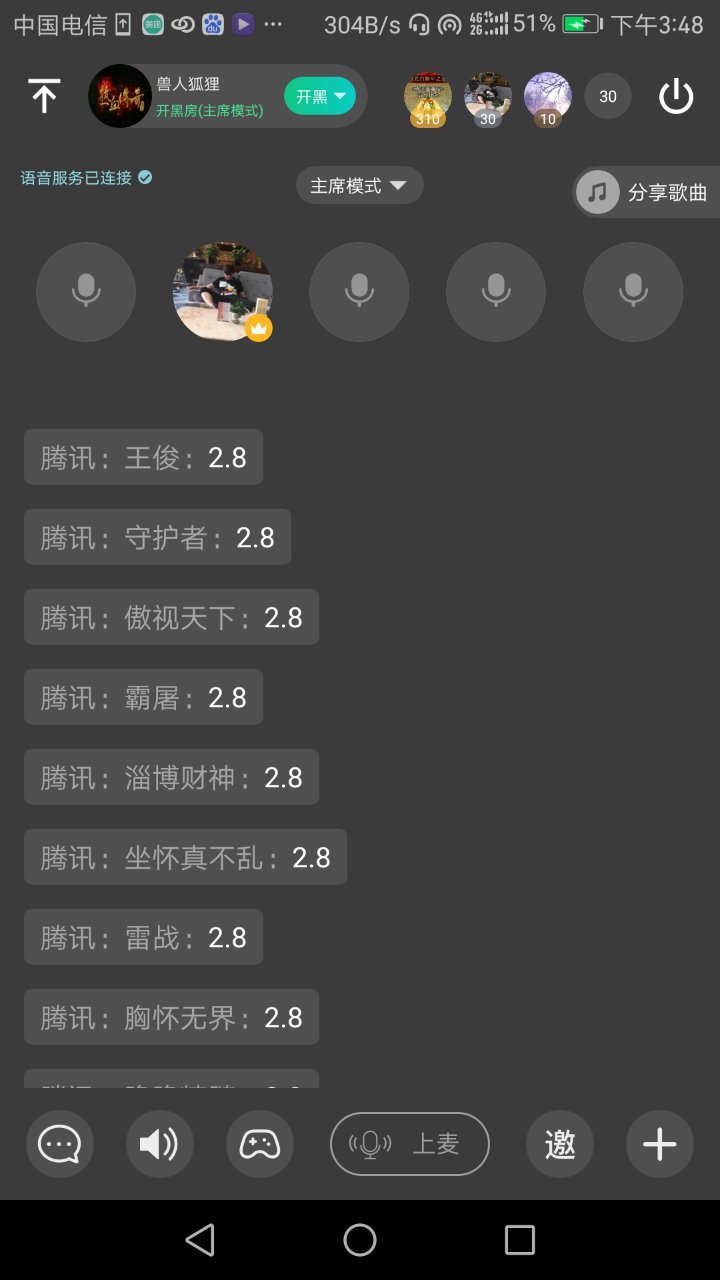 中国电信 304B/s 4G 2G 51% 下午3:48
兽人狐狸
开黑房(主席模式)
开黑
310 30 10 30
语音服务已连接
主席模式
分享歌曲
腾讯：王俊：2.8
腾讯：守护者：2.8
腾讯：傲视天下：2.8
腾讯：霸屠：2.8
腾讯：淄博财神：2.8
腾讯：坐怀真不乱：2.8
腾讯：雷战：2.8
腾讯：胸怀无界：2.8
上麦
邀